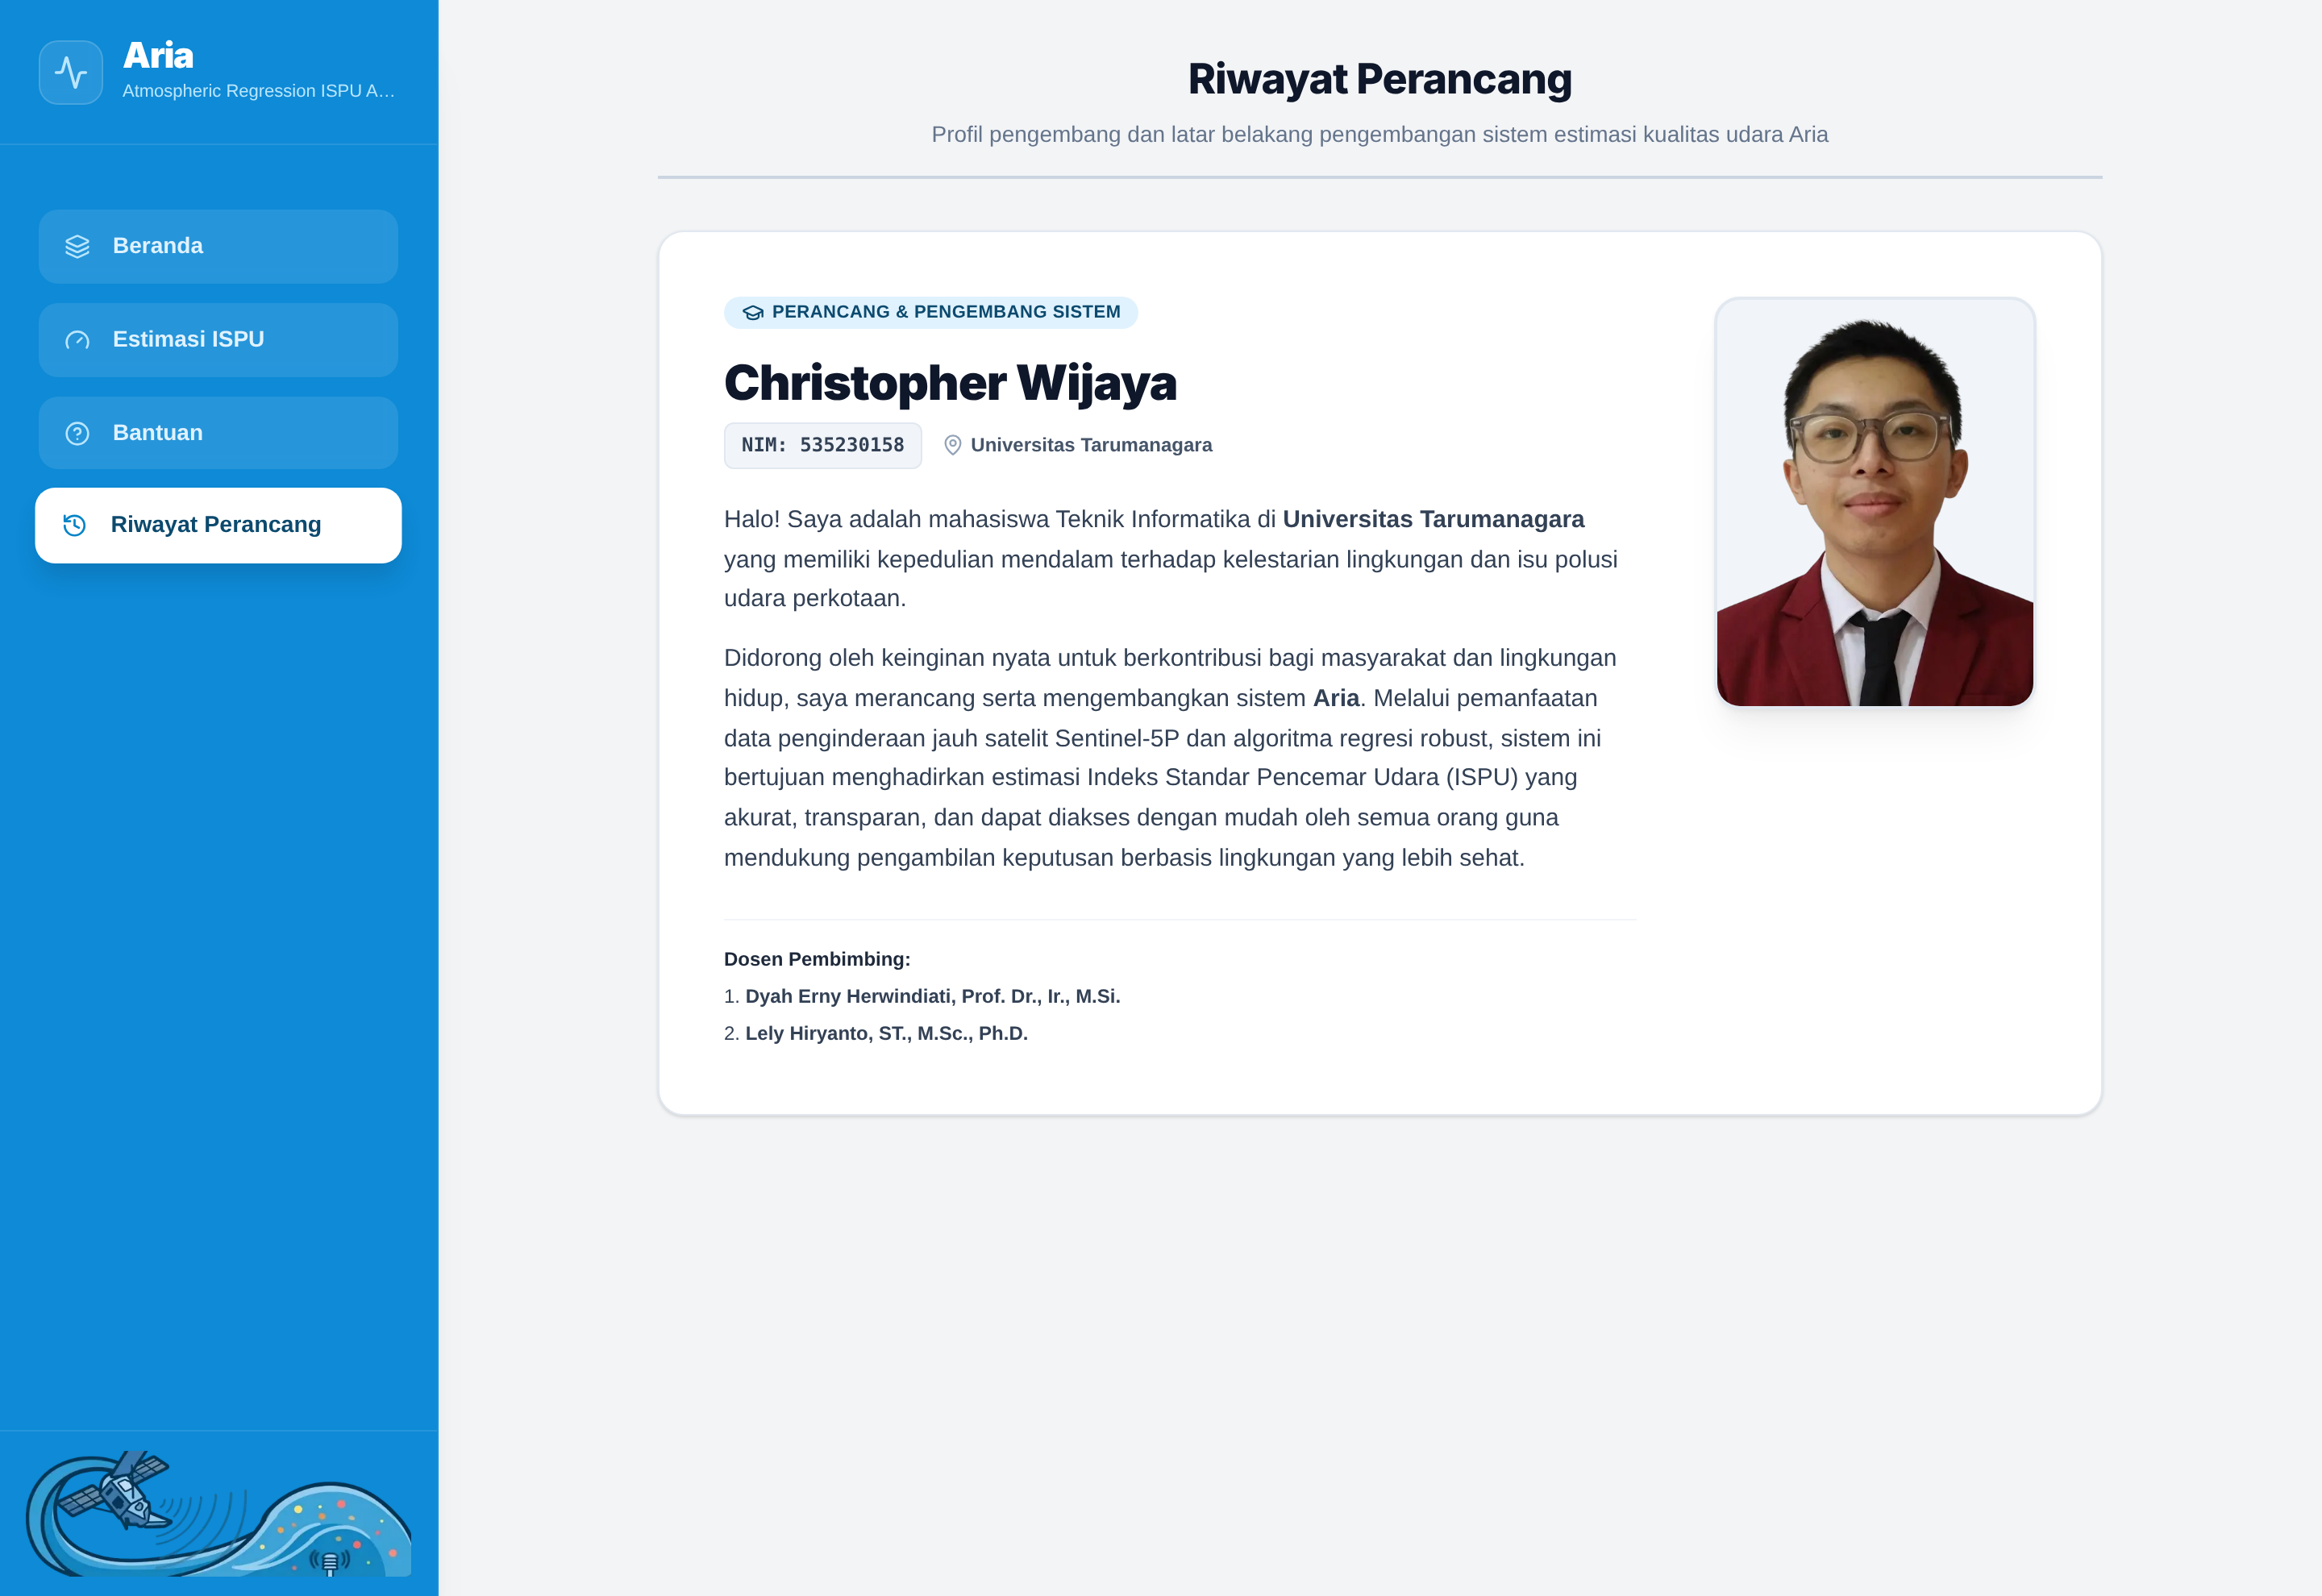 Aria
Atmospheric Regression ISPU A...
Beranda
Estimasi ISPU
Bantuan
Riwayat Perancang
Riwayat Perancang
Profil pengembang dan latar belakang pengembangan sistem estimasi kualitas udara Aria
PERANCANG & PENGEMBANG SISTEM
Christopher Wijaya
NIM: 535230158
Universitas Tarumanagara
Halo! Saya adalah mahasiswa Teknik Informatika di Universitas Tarumanagara
yang memiliki kepedulian mendalam terhadap kelestarian lingkungan dan isu polusi
udara perkotaan.
Didorong oleh keinginan nyata untuk berkontribusi bagi masyarakat dan lingkungan
hidup, saya merancang serta mengembangkan sistem Aria. Melalui pemanfaatan
data penginderaan jauh satelit Sentinel-5P dan algoritma regresi robust, sistem ini
bertujuan menghadirkan estimasi Indeks Standar Pencemar Udara (ISPU) yang
akurat, transparan, dan dapat diakses dengan mudah oleh semua orang guna
mendukung pengambilan keputusan berbasis lingkungan yang lebih sehat.
Dosen Pembimbing:
1. Dyah Erny Herwindiati, Prof. Dr., Ir., M.Si.
2. Lely Hiryanto, ST., M.Sc., Ph.D.